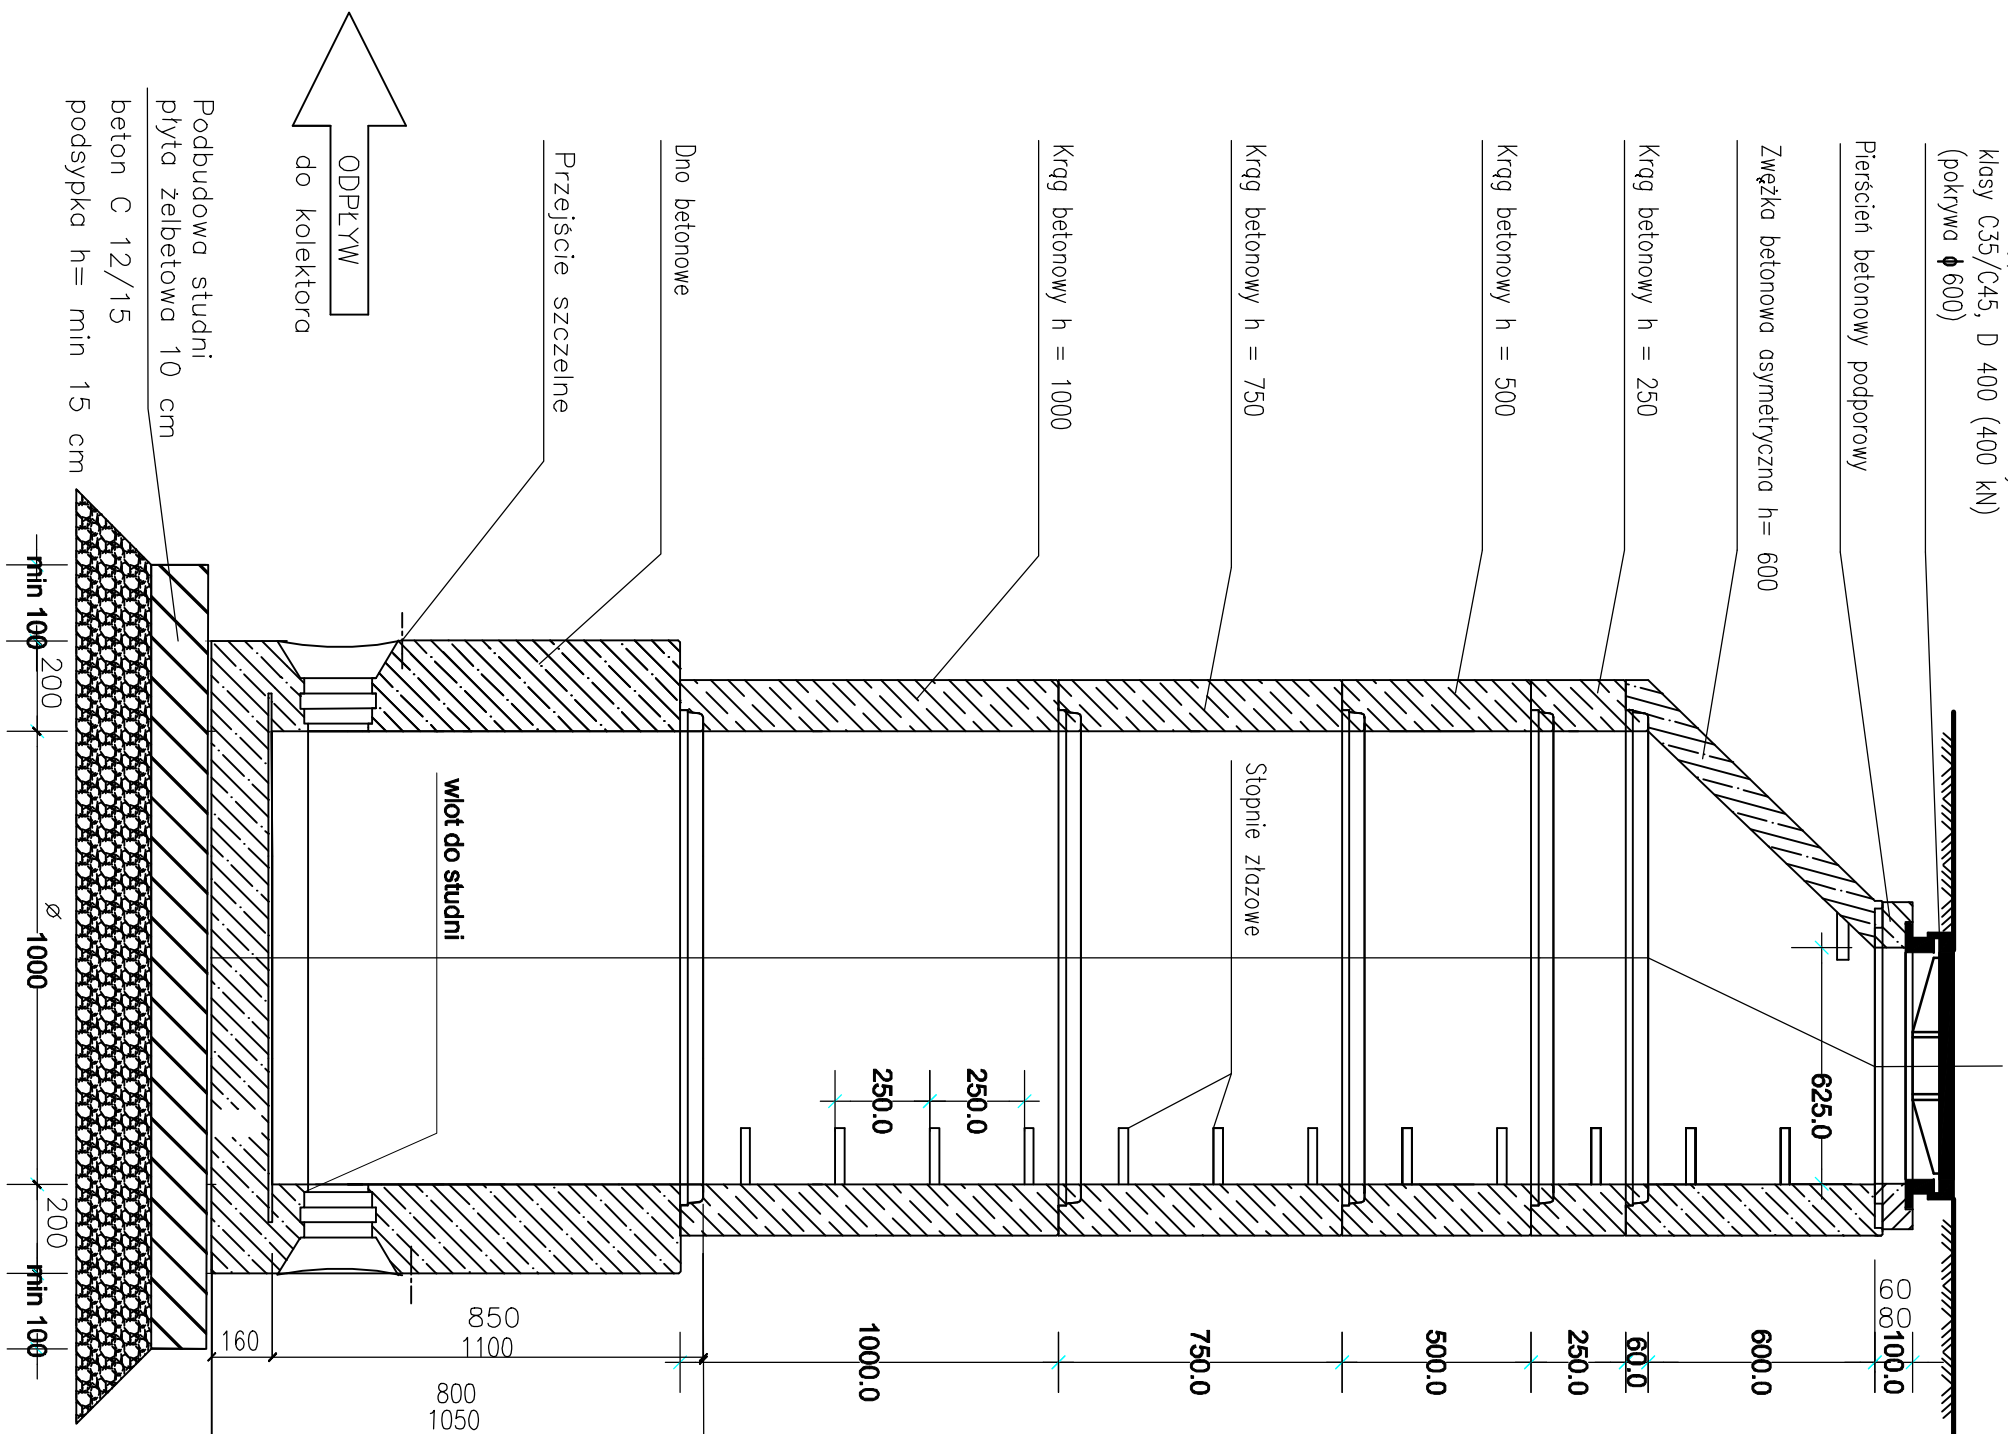 klasy C35/C45, D 400 (400 kN)
(pokrywa ϕ 600)
Pierścień betonowy podporowy
Zwężka betonowa asymetryczna h= 600
Krąg betonowy h = 250
Krąg betonowy h = 500
Krąg betonowy h = 750
Krąg betonowy h = 1000
Dno betonowe
Przejście szczelne
ODPŁYW
do kolektora
Podbudowa studni
płyta żelbetowa 10 cm
beton C 12/15
podsypka h= min 15 cm
Stopnie złazowe
wlot do studni
625.0
250.0
250.0
60
80
100.0
600.0
60.0
250.0
500.0
750.0
1000.0
850
1100
160
800
1050
min 100
200
ø
1000
200
min 100